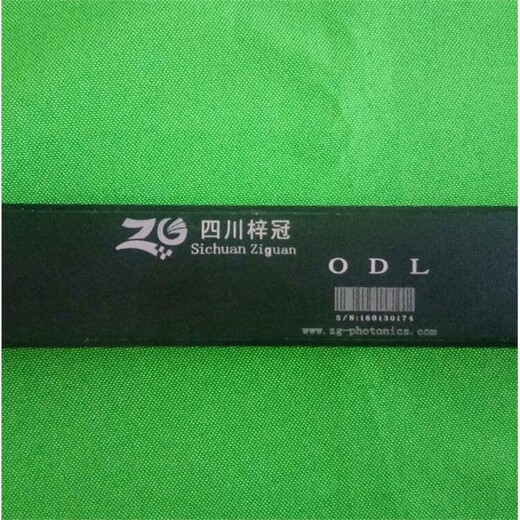 ZG 四川梓冠
Sichuan Ziguan
ODL
S/N:160130174
www.zg-photonics.com